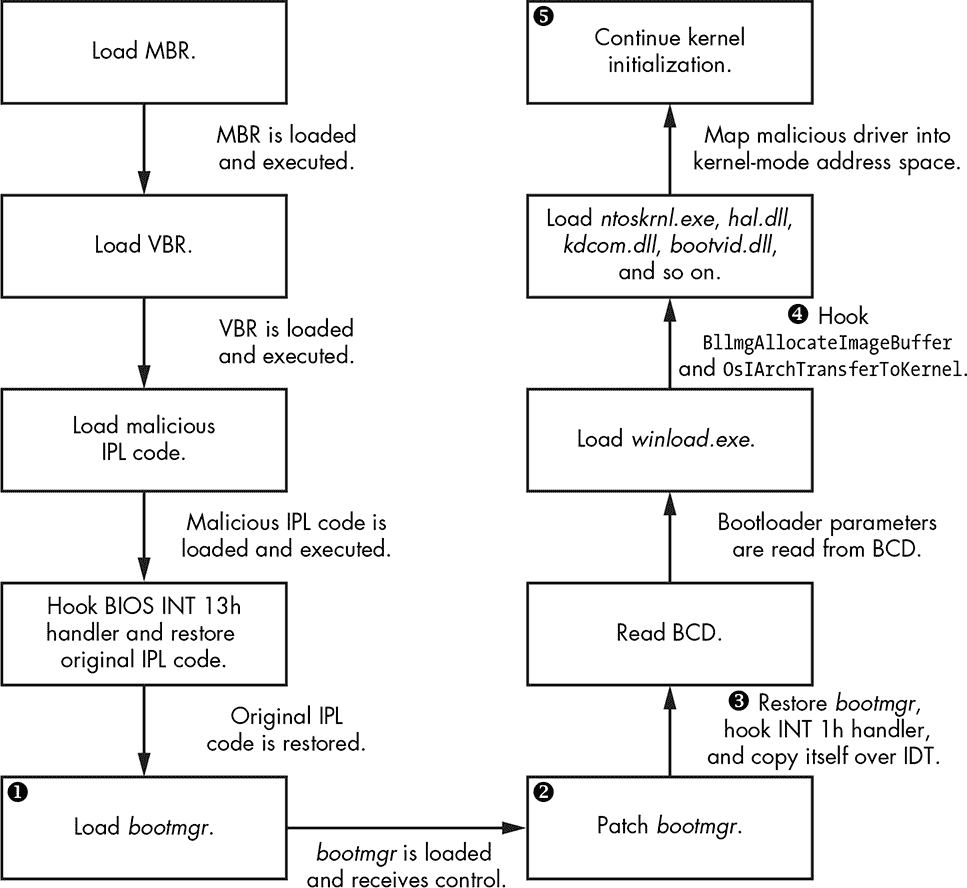 Load MBR.
MBR is loaded
and executed.
Load VBR.
VBR is loaded
and executed.
Load malicious
IPL code.
Malicious IPL code is
loaded and executed.
Hook BIOS INT 13h
handler and restore
original IPL code.
Original IPL
code is restored.
❶
Load bootmgr.
bootmgr is loaded
and receives control.
❷
Patch bootmgr.
❸ Restore bootmgr,
hook INT 1h handler,
and copy itself over IDT.
Read BCD.
Bootloader parameters
are read from BCD.
Load winload.exe.
❹ Hook
BllmgAllocateImageBuffer
and OsIArchTransferToKernel.
Load ntoskrnl.exe, hal.dll,
kdcom.dll, bootvid.dll,
and so on.
Map malicious driver into
kernel-mode address space.
❺
Continue kernel
initialization.